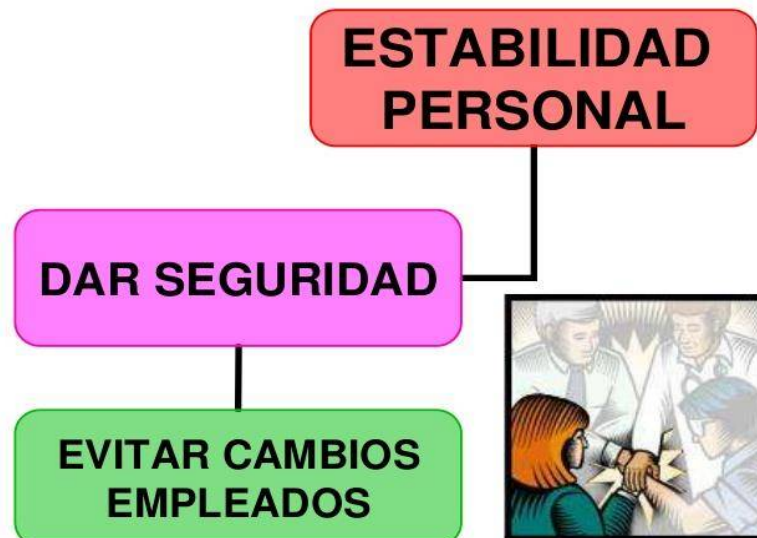 ESTABILIDAD
PERSONAL
DAR SEGURIDAD
EVITAR CAMBIOS
EMPLEADOS